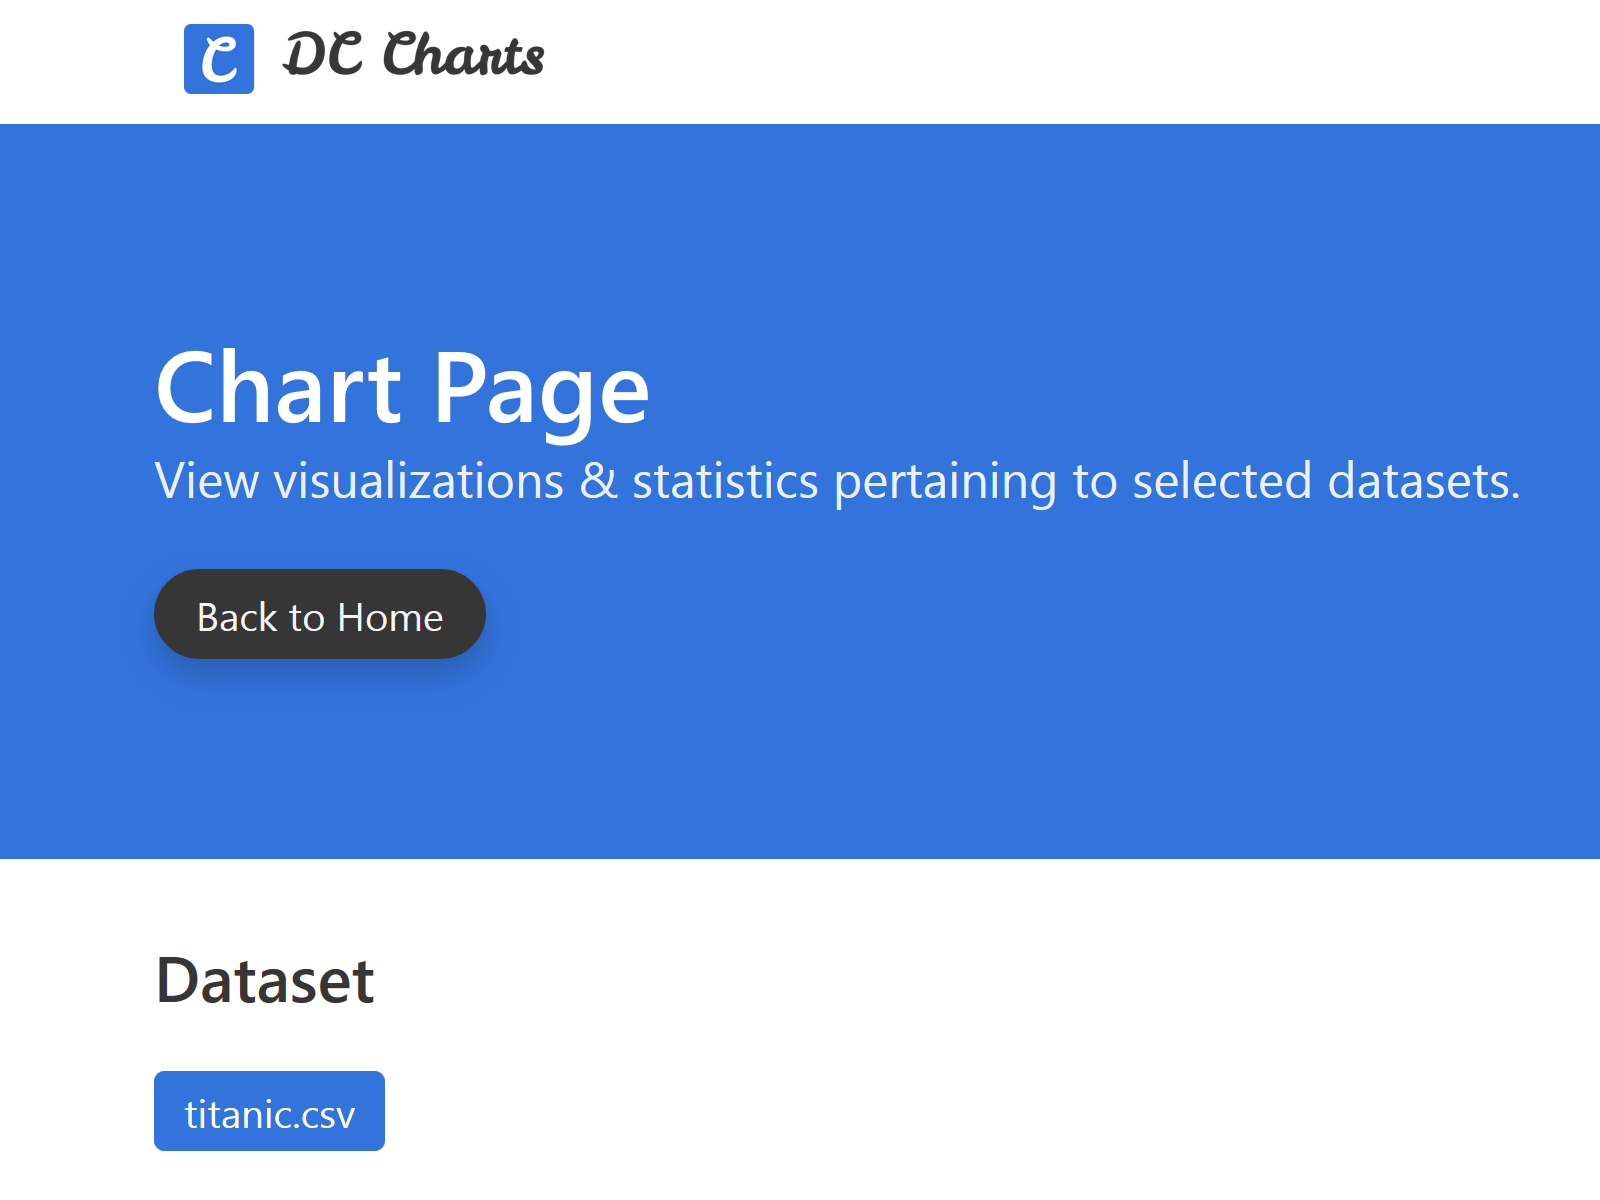 C DC Charts
Chart Page
View visualizations & statistics pertaining to selected datasets.
Back to Home
Dataset
titanic.csv